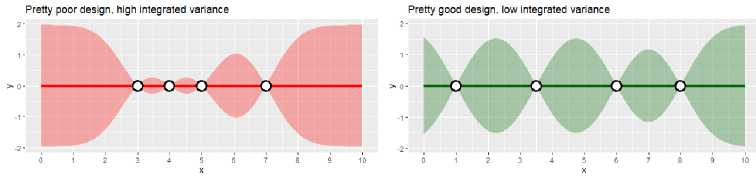 Pretty poor design, high integrated variance
2
1
y
0
-1
-2
0 1 2 3 4 5 6 7 8 9 10
x
Pretty good design, low integrated variance
2
1
y
0
-1
-2
0 1 2 3 4 5 6 7 8 9 10
x